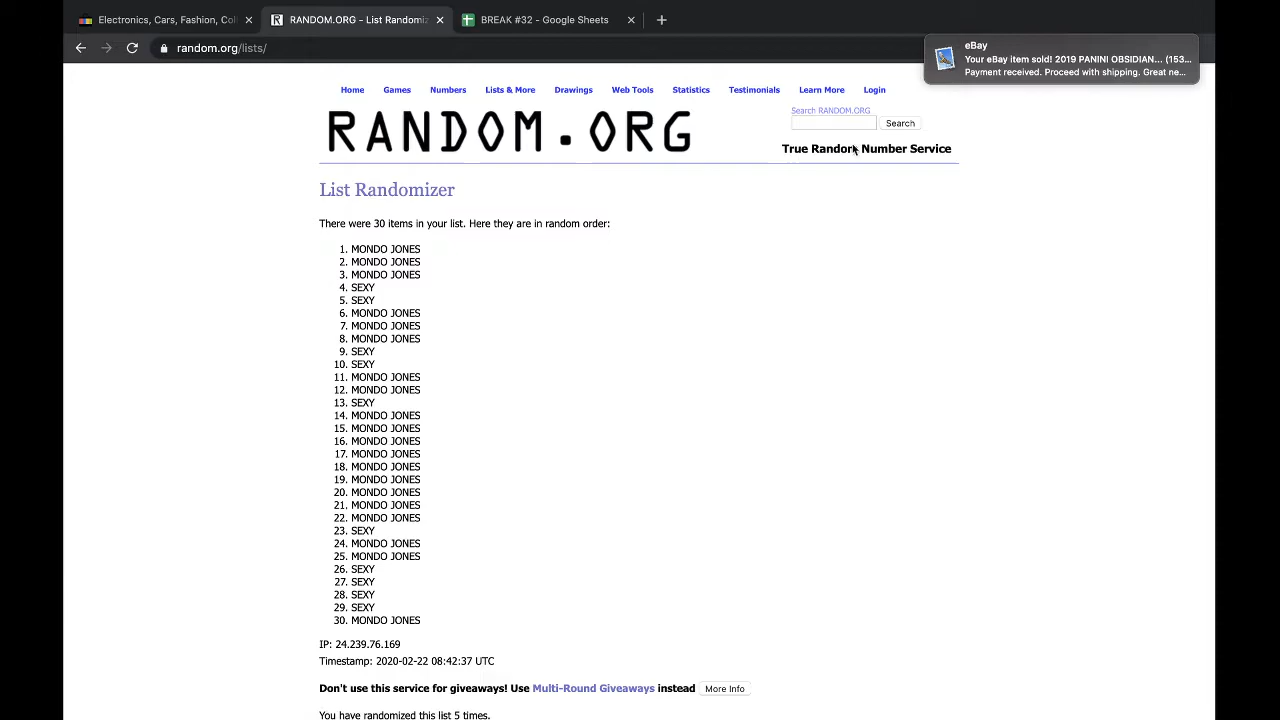 Electronics, Cars, Fashion, Col
RANDOM.ORG - List Randomiz
BREAK #32 - Google Sheets
random.org/lists/
eBay
Your eBay item sold! 2019 PANINI OBSIDIAN... (153...
Payment received. Proceed with shipping. Great ne...
Home Games Numbers Lists & More Drawings Web Tools Statistics Testimonials Learn More Login
Search RANDOM.ORG
Search
RANDOM.ORG
True Random Number Service
List Randomizer
There were 30 items in your list. Here they are in random order:
1. MONDO JONES
2. MONDO JONES
3. MONDO JONES
4. SEXY
5. SEXY
6. MONDO JONES
7. MONDO JONES
8. MONDO JONES
9. SEXY
10. SEXY
11. MONDO JONES
12. MONDO JONES
13. SEXY
14. MONDO JONES
15. MONDO JONES
16. MONDO JONES
17. MONDO JONES
18. MONDO JONES
19. MONDO JONES
20. MONDO JONES
21. MONDO JONES
22. MONDO JONES
23. SEXY
24. MONDO JONES
25. MONDO JONES
26. SEXY
27. SEXY
28. SEXY
29. SEXY
30. MONDO JONES
IP: 24.239.76.169
Timestamp: 2020-02-22 08:42:37 UTC
Don't use this service for giveaways! Use Multi-Round Giveaways instead More Info
You have randomized this list 5 times.